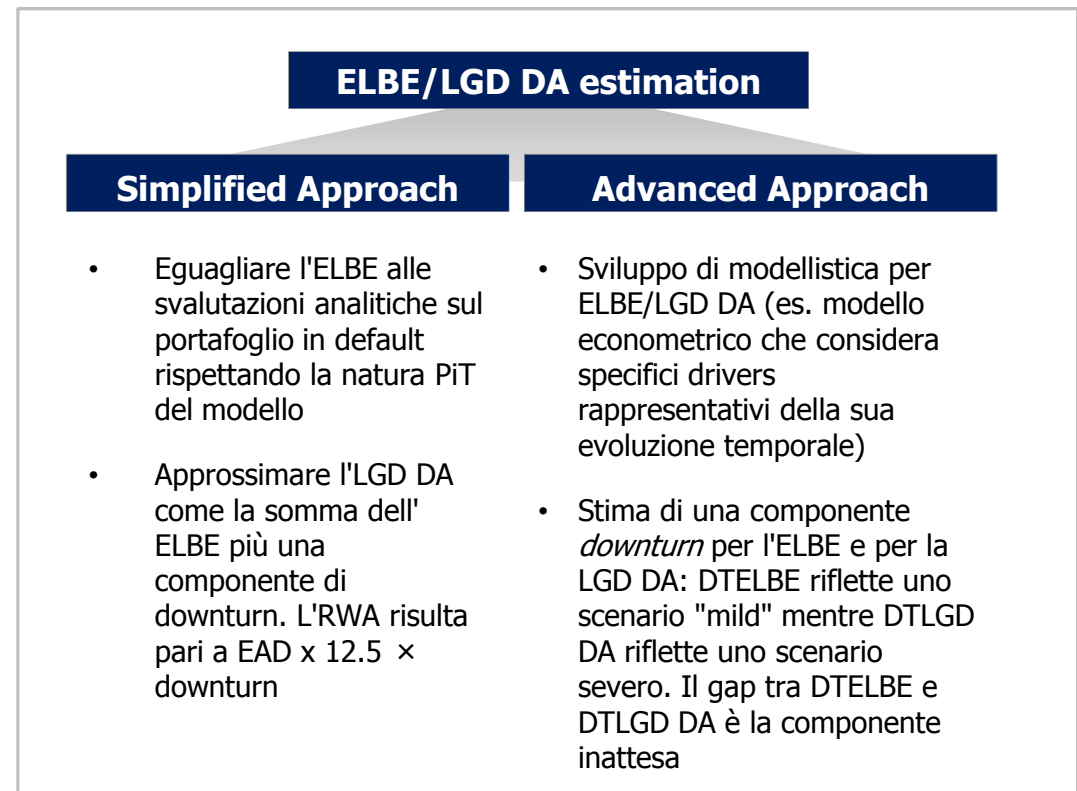 ELBE/LGD DA estimation
Simplified Approach
• Eguagliare l'ELBE alle
svalutazioni analitiche sul
portafoglio in default
rispettando la natura PiT
del modello
• Approssimare l'LGD DA
come la somma dell'
ELBE più una
componente di
downturn. L'RWA risulta
pari a EAD x 12.5 ×
downturn
Advanced Approach
• Sviluppo di modellistica per
ELBE/LGD DA (es. modello
econometrico che considera
specifici drivers
rappresentativi della sua
evoluzione temporale)
• Stima di una componente
downturn per l'ELBE e per la
LGD DA: DTELBE riflette uno
scenario "mild" mentre DTLGD
DA riflette uno scenario
severo. Il gap tra DTELBE e
DTLGD DA è la componente
inattesa